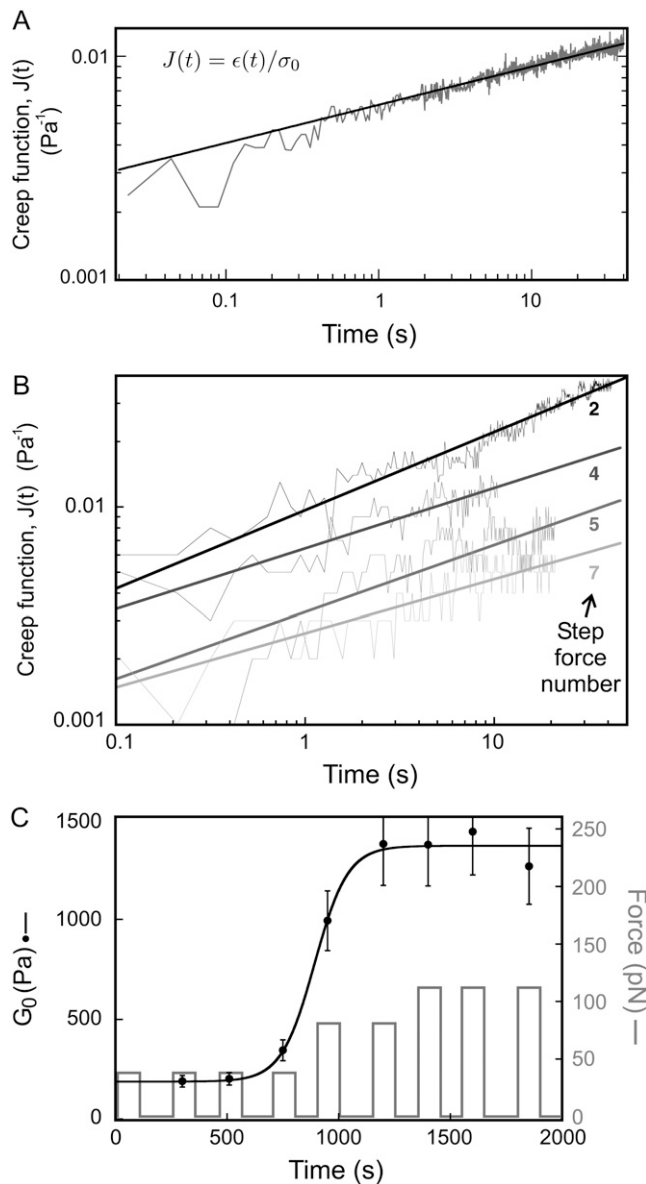 A
J(t) = ϵ(t)/σ₀
Creep function, J(t)
(Pa⁻¹)
0.01
0.001
0.1
1
10
Time (s)
B
Creep function, J(t) (Pa⁻¹)
0.01
0.001
2
4
5
7
Step
force
number
0.1
1
10
Time (s)
C
G₀(Pa) •—
1500
1000
500
0
250
200
150
100
50
0
Force (pN) —
0
500
1000
1500
2000
Time (s)